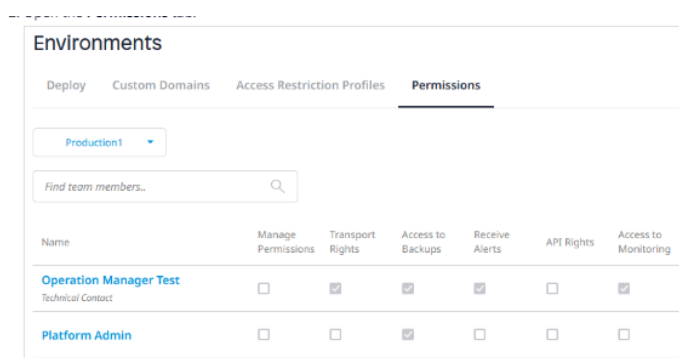 Environments
Deploy Custom Domains Access Restriction Profiles Permissions
Production1
Find team members..
Name Manage Permissions Transport Rights Access to Backups Receive Alerts API Rights Access to Monitoring
Operation Manager Test
Technical Contact
Platform Admin